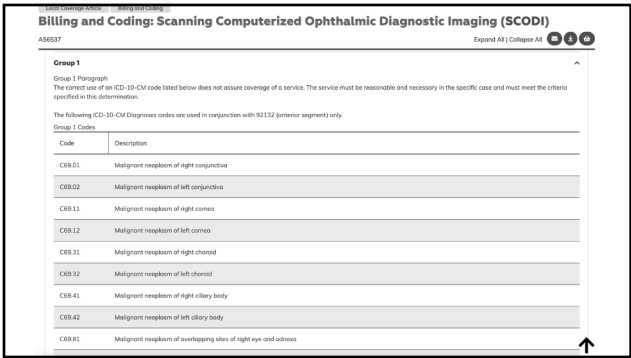 Local Coverage Article Billing and Coding
Billing and Coding: Scanning Computerized Ophthalmic Diagnostic Imaging (SCODI)
A56537 Expand All | Collapse All
Group 1
Group 1 Paragraph
The correct use of an ICD-10-CM code listed below does not assure coverage of a service. The service must be reasonable and necessary in the specific case and must meet the criteria
specified in this determination.
The following ICD-10-CM Diagnoses codes are used in conjunction with 92132 (anterior segment) only.
Group 1 Codes
Code Description
C69.01 Malignant neoplasm of right conjunctiva
C69.02 Malignant neoplasm of left conjunctiva
C69.11 Malignant neoplasm of right cornea
C69.12 Malignant neoplasm of left cornea
C69.31 Malignant neoplasm of right choroid
C69.32 Malignant neoplasm of left choroid
C69.41 Malignant neoplasm of right ciliary body
C69.42 Malignant neoplasm of left ciliary body
C69.81 Malignant neoplasm of overlapping sites of right eye and adnexa